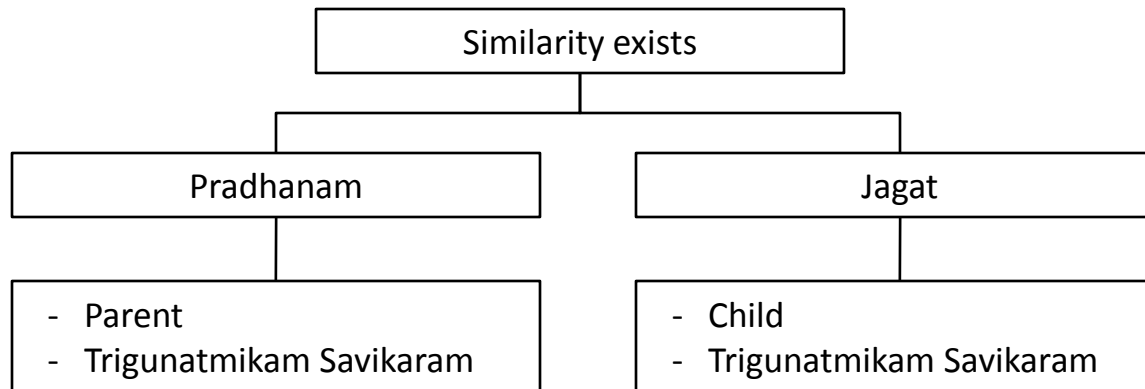 Similarity exists
Pradhanam
Jagat
- Parent
- Trigunatmikam Savikaram
- Child
- Trigunatmikam Savikaram